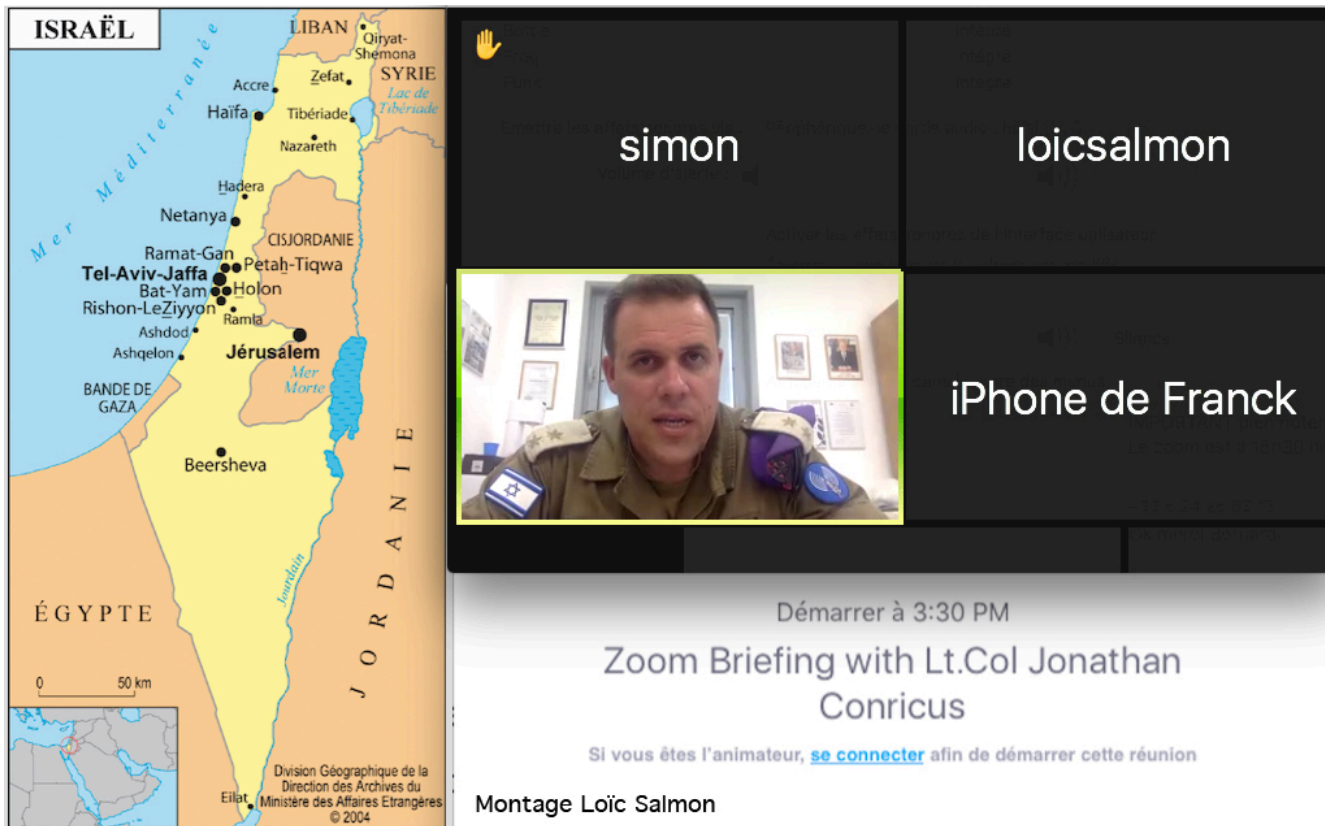 ISRAËL
LIBAN
Qiryat-
Shemona
Zefat
SYRIE
Accre
Lac de
Tibériade
Haïfa
Tibériade
Nazareth
Mer Méditerranée
Hadera
Netanya
CISJORDANIE
Ramat-Gan
Petah-Tiqwa
Tel-Aviv-Jaffa
Bat-Yam
Holon
Rishon-LeZiyyon
Ramla
Ashdod
Jérusalem
Ashqelon
Mer
Morte
BANDE DE
GAZA
Beersheva
JORDANIE
Jourdain
ÉGYPTE
0 50 km
Eilat
Division Géographique de la
Direction des Archives du
Ministère des Affaires Etrangères
© 2004
simon
loicsalmon
iPhone de Franck
Démarrer à 3:30 PM
Zoom Briefing with Lt.Col Jonathan
Conricus
Si vous êtes l'animateur, se connecter afin de démarrer cette réunion
Montage Loïc Salmon